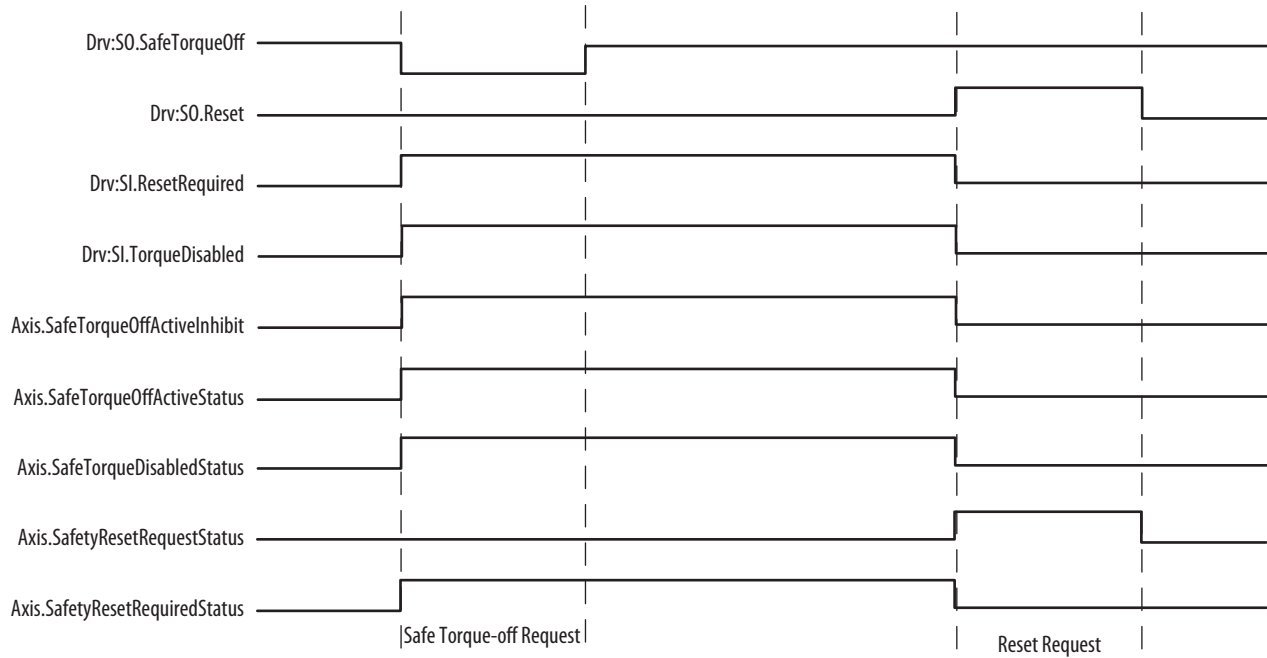 Drv:SO.SafeTorqueOff
Drv:SO.Reset
Drv:SI.ResetRequired
Drv:SI.TorqueDisabled
Axis.SafeTorqueOffActiveInhibit
Axis.SafeTorqueOffActiveStatus
Axis.SafeTorqueDisabledStatus
Axis.SafetyResetRequestStatus
Axis.SafetyResetRequiredStatus
Safe Torque-off Request
Reset Request